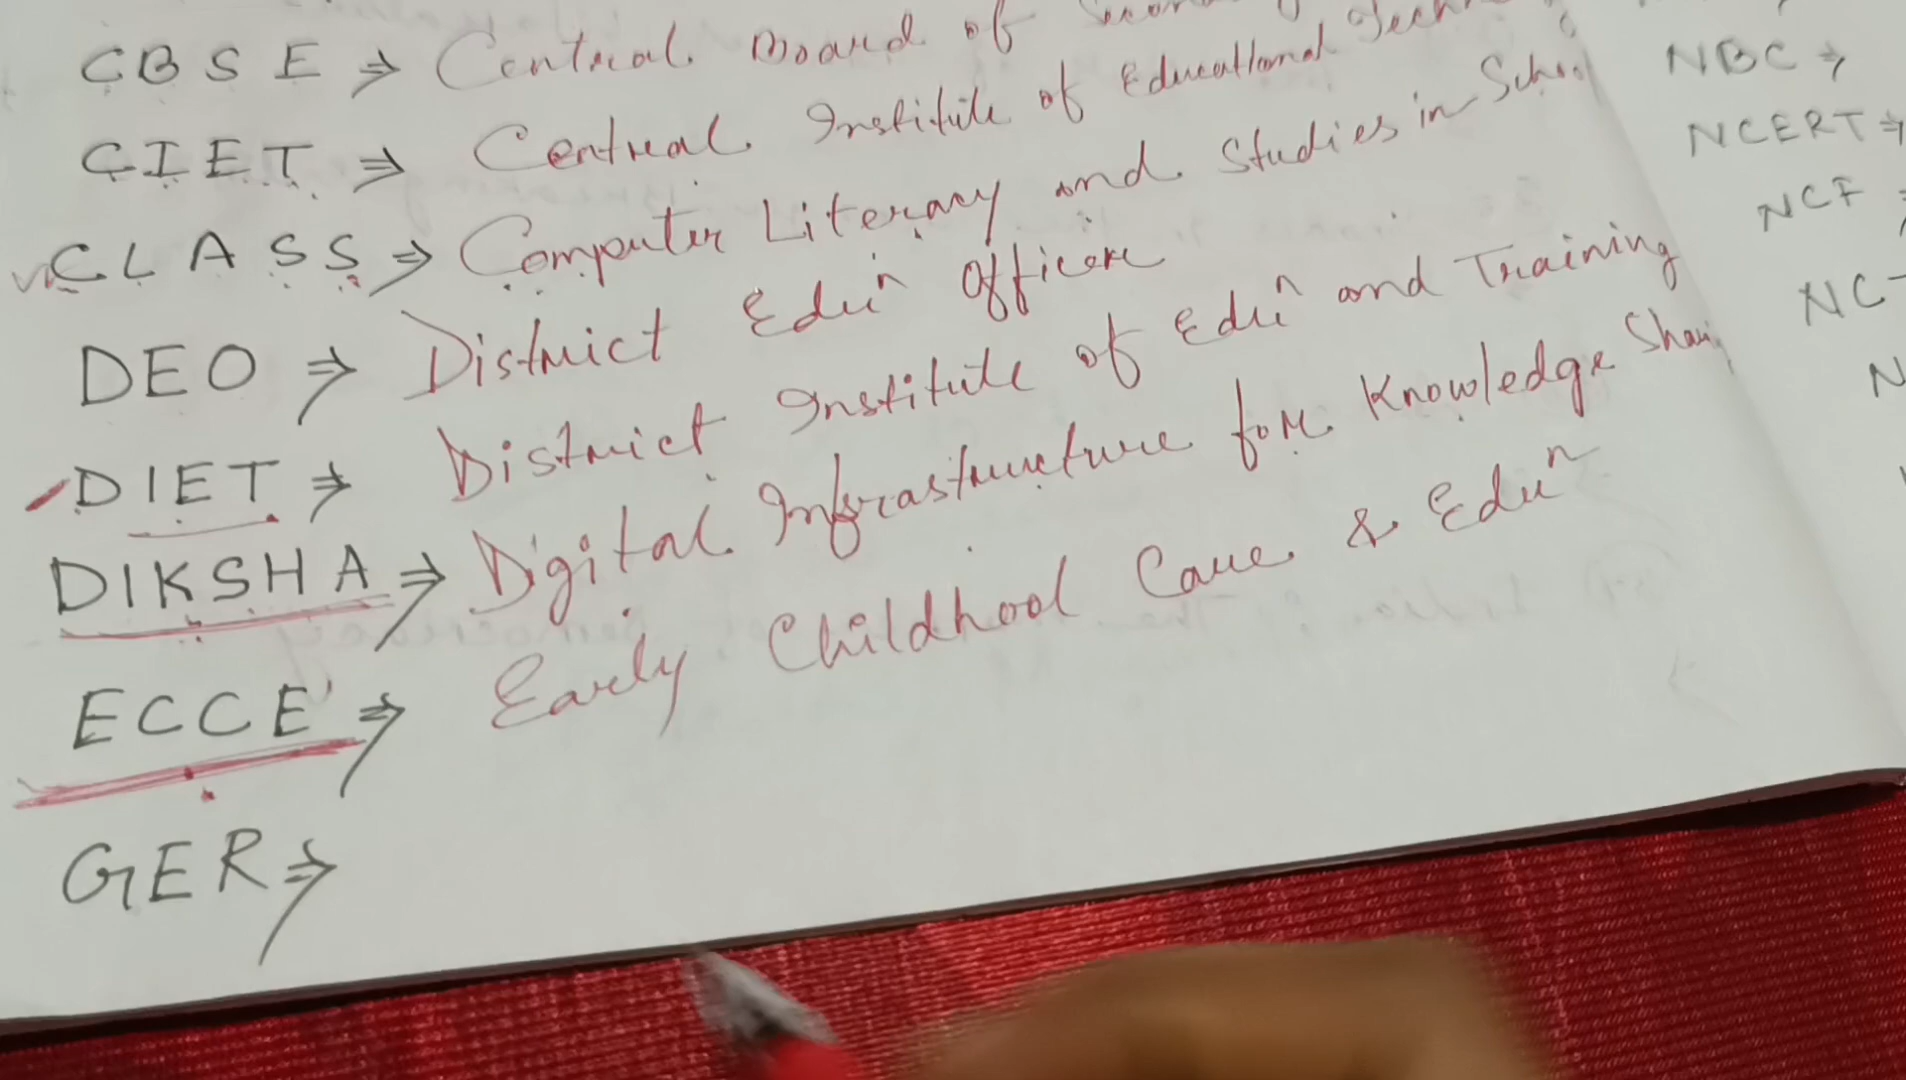 CBSE ⇒ Central Board of
CIET ⇒ Central Institute of Educational
CLASS ⇒ Computer Literary and Studies in
DEO ⇒ District Eduⁿ Officer
DIET ⇒ District Institute of Eduⁿ and Training
DIKSHA ⇒ Digital Infrastructure for Knowledge
ECCE ⇒ Early Childhood Care & Eduⁿ
GER ⇒
NBC ⇒
NCERT ⇒
NCF